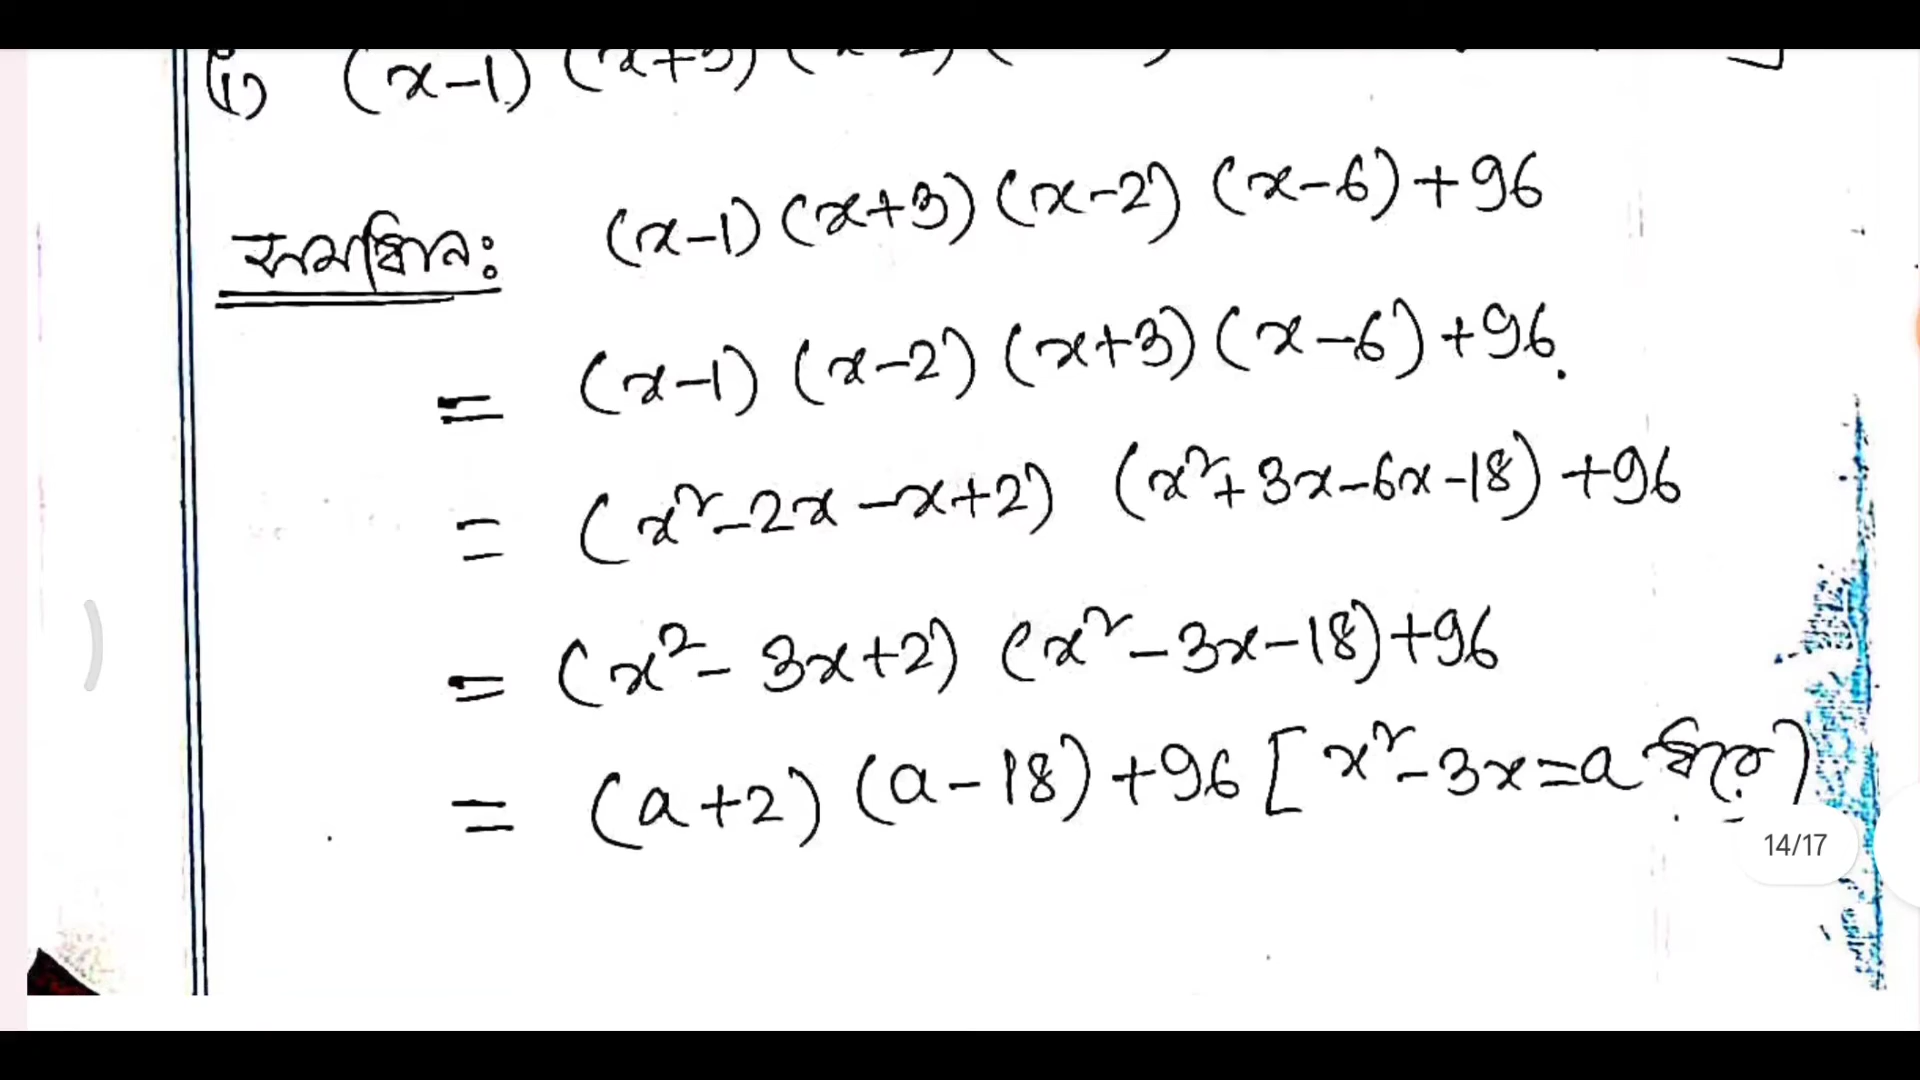 (i) (x-1) (x+3)
সমাধান: (x-1) (x+3) (x-2) (x-6) +96
= (x-1) (x-2) (x+3) (x-6) +96.
= (x²-2x-x+2) (x²+3x-6x-18) +96
= (x²-3x+2) (x²-3x-18)+96
= (a+2) (a-18) +96 [x²-3x=a ধরে]
14/17